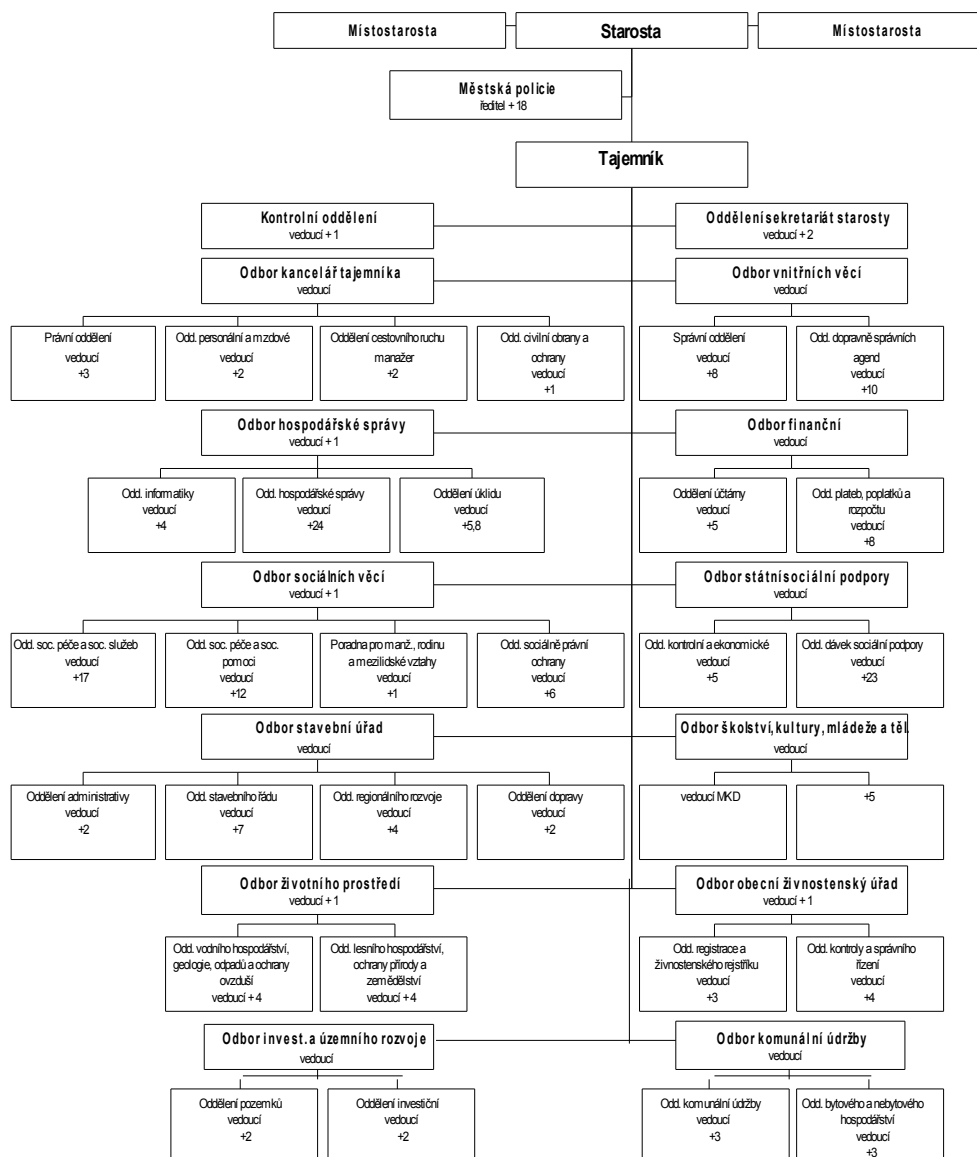 Místostarosta
Starosta
Místostarosta
Městská policie
ředitel + 18
Tajemník
Kontrolní oddělení
vedoucí + 1
Oddělení sekretariát starosty
vedoucí + 2
Odbor kancelář tajemníka
vedoucí
Odbor vnitřních věcí
vedoucí
Právní oddělení
vedoucí
+3
Odd. personální a mzdové
vedoucí
+2
Oddělení cestovního ruchu
manažer
+2
Odd. civilní obrany a
ochrany
vedoucí
+1
Správní oddělení
vedoucí
+8
Odd. dopravně správních
agend
vedoucí
+10
Odbor hospodářské správy
vedoucí + 1
Odbor finanční
vedoucí
Odd. informatiky
vedoucí
+4
Odd. hospodářské správy
vedoucí
+24
Oddělení úklidu
vedoucí
+5,8
Oddělení účtárny
vedoucí
+5
Odd. plateb, poplatků a
rozpočtu
vedoucí
+8
Odbor sociálních věcí
vedoucí + 1
Odbor státní sociální podpory
vedoucí
Odd. soc. péče a soc. služeb
vedoucí
+17
Odd. soc. péče a soc.
pomoci
vedoucí
+12
Poradna pro manž., rodinu
a mezilidské vztahy
vedoucí
+1
Odd. sociálně právní
ochrany
vedoucí
+6
Odd. kontrolní a ekonomické
vedoucí
+5
Odd. dávek sociální podpory
vedoucí
+23
Odbor stavební úřad
vedoucí
Odbor školství, kultury, mládeže a těl.
vedoucí
Oddělení administrativy
vedoucí
+2
Odd. stavebního řádu
vedoucí
+7
Odd. regionálního rozvoje
vedoucí
+4
Oddělení dopravy
vedoucí
+2
vedoucí MKD
+5
Odbor životního prostředí
vedoucí + 1
Odbor obecní živnostenský úřad
vedoucí + 1
Odd. vodního hospodářství,
geologie, odpadů a ochrany
ovzduší
vedoucí + 4
Odd. lesního hospodářství,
ochrany přírody a
zemědělství
vedoucí + 4
Odd. registrace a
živnostenského rejstříku
vedoucí
+3
Odd. kontroly a správního
řízení
vedoucí
+4
Odbor invest. a územního rozvoje
vedoucí
Odbor komunální údržby
vedoucí
Oddělení pozemků
vedoucí
+2
Oddělení investiční
vedoucí
+2
Odd. komunální údržby
vedoucí
+3
Odd. bytového a nebytového
hospodářství
vedoucí
+3